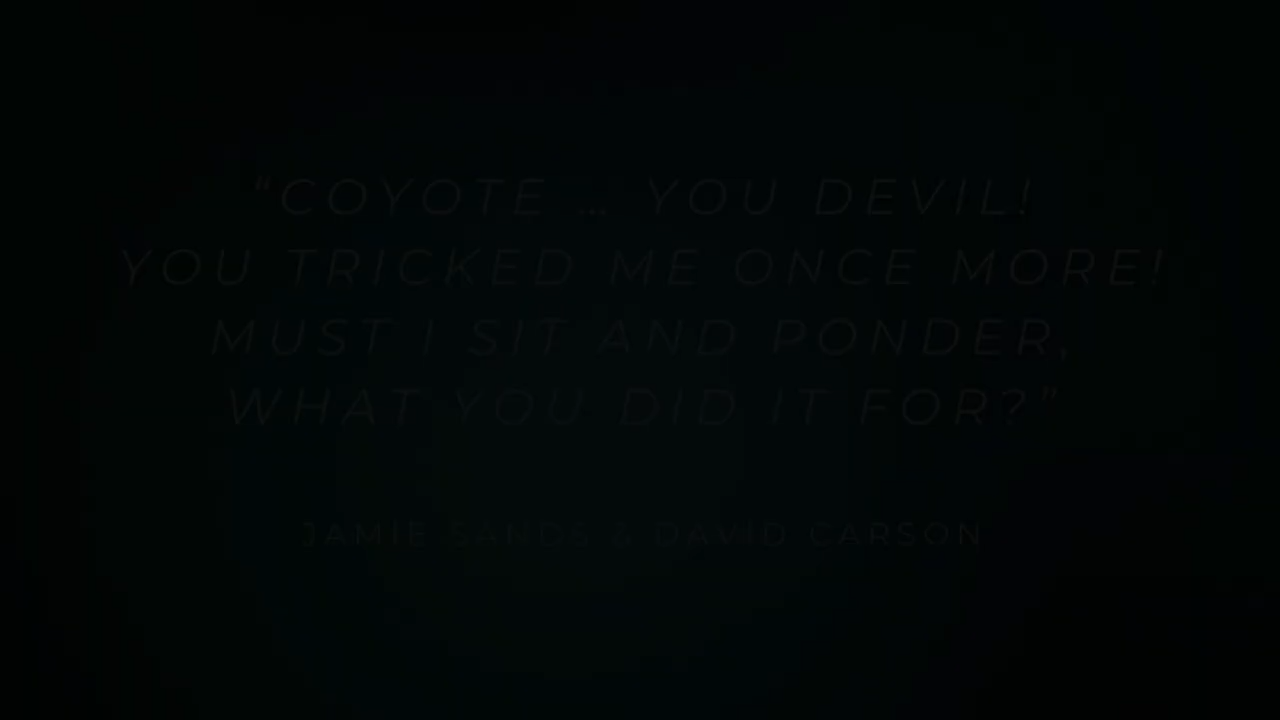 "COYOTE ... YOU DEVIL!
YOU TRICKED ME ONCE MORE!
MUST I SIT AND PONDER,
WHAT YOU DID IT FOR?"
JAMIE SANDS & DAVID CARSON